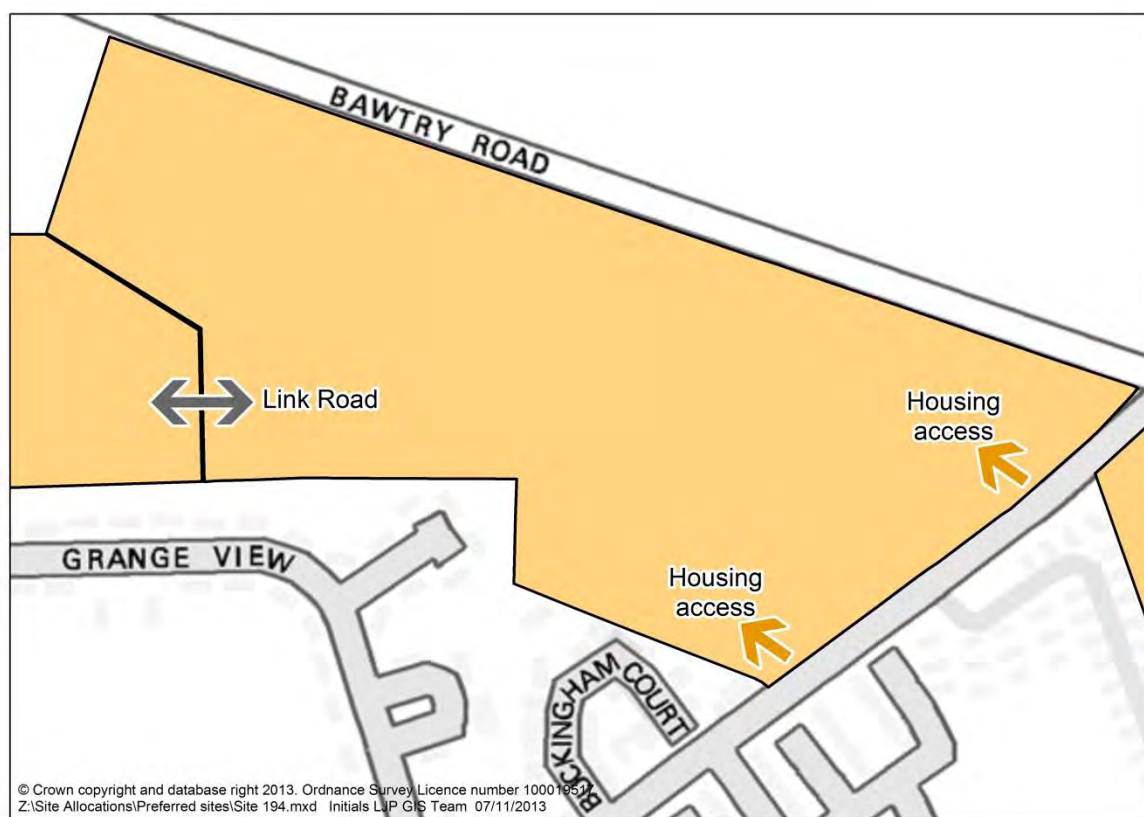 BAWTRY ROAD
Link Road
Housing
access
GRANGE VIEW
Housing
access
BUCKINGHAM COURT
© Crown copyright and database right 2013. Ordnance Survey Licence number 100019517
Z:\Site Allocations\Preferred sites\Site 194.mxd Initials LJP GIS Team 07/11/2013